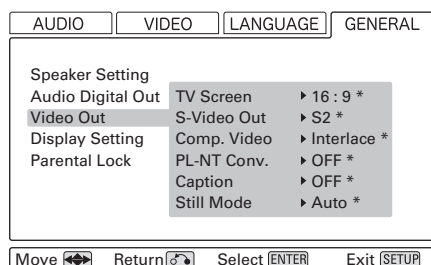 AUDIO VIDEO LANGUAGE GENERAL
Speaker Setting
Audio Digital Out TV Screen 16 : 9 *
Video Out S-Video Out S2 *
Display Setting Comp. Video Interlace *
Parental Lock PL-NT Conv. OFF *
Caption OFF *
Still Mode Auto *
Move Return Select ENTER Exit SETUP